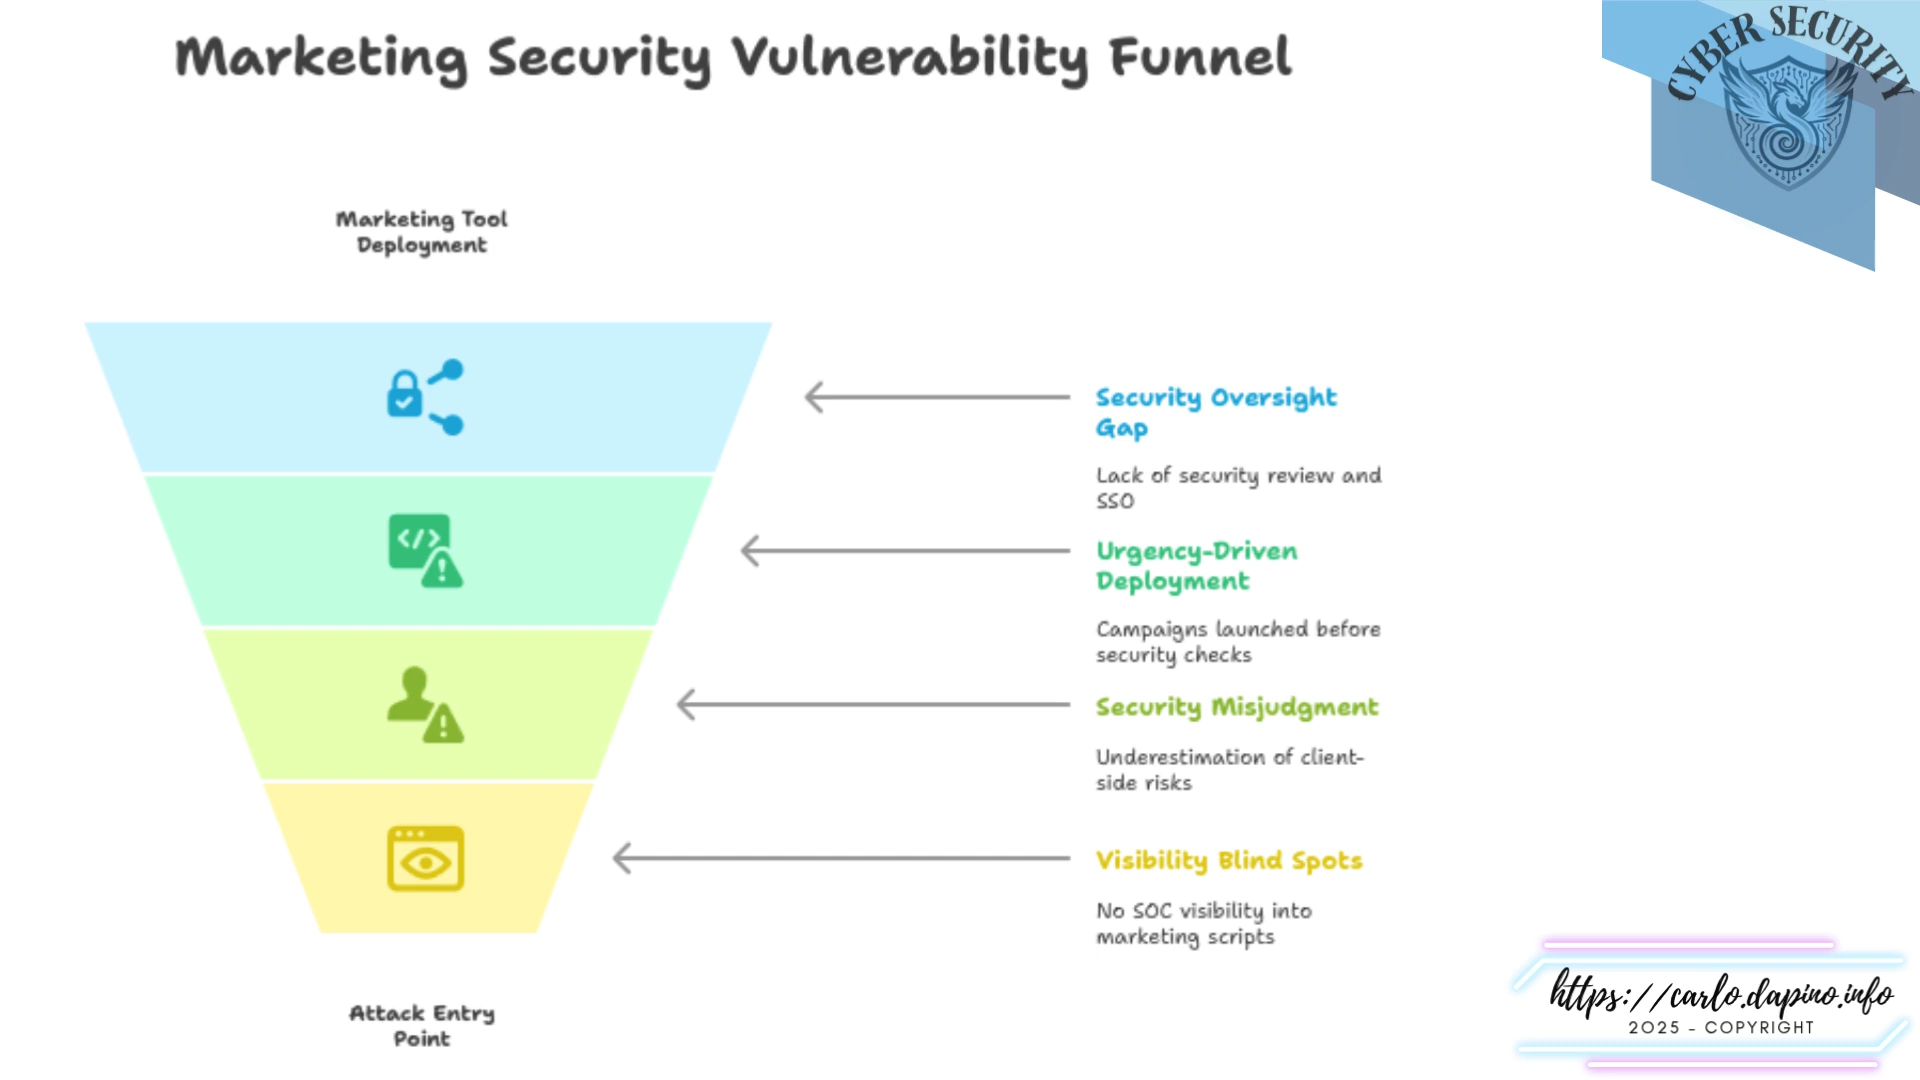 Marketing Security Vulnerability Funnel
CYBER SECURITY
Marketing Tool
Deployment
Security Oversight
Gap
Lack of security review and
SSO
</>
Urgency-Driven
Deployment
Campaigns launched before
security checks
Security Misjudgment
Underestimation of client-
side risks
Visibility Blind Spots
No SOC visibility into
marketing scripts
Attack Entry
Point
https://carlo.dapino.info
2025 - COPYRIGHT